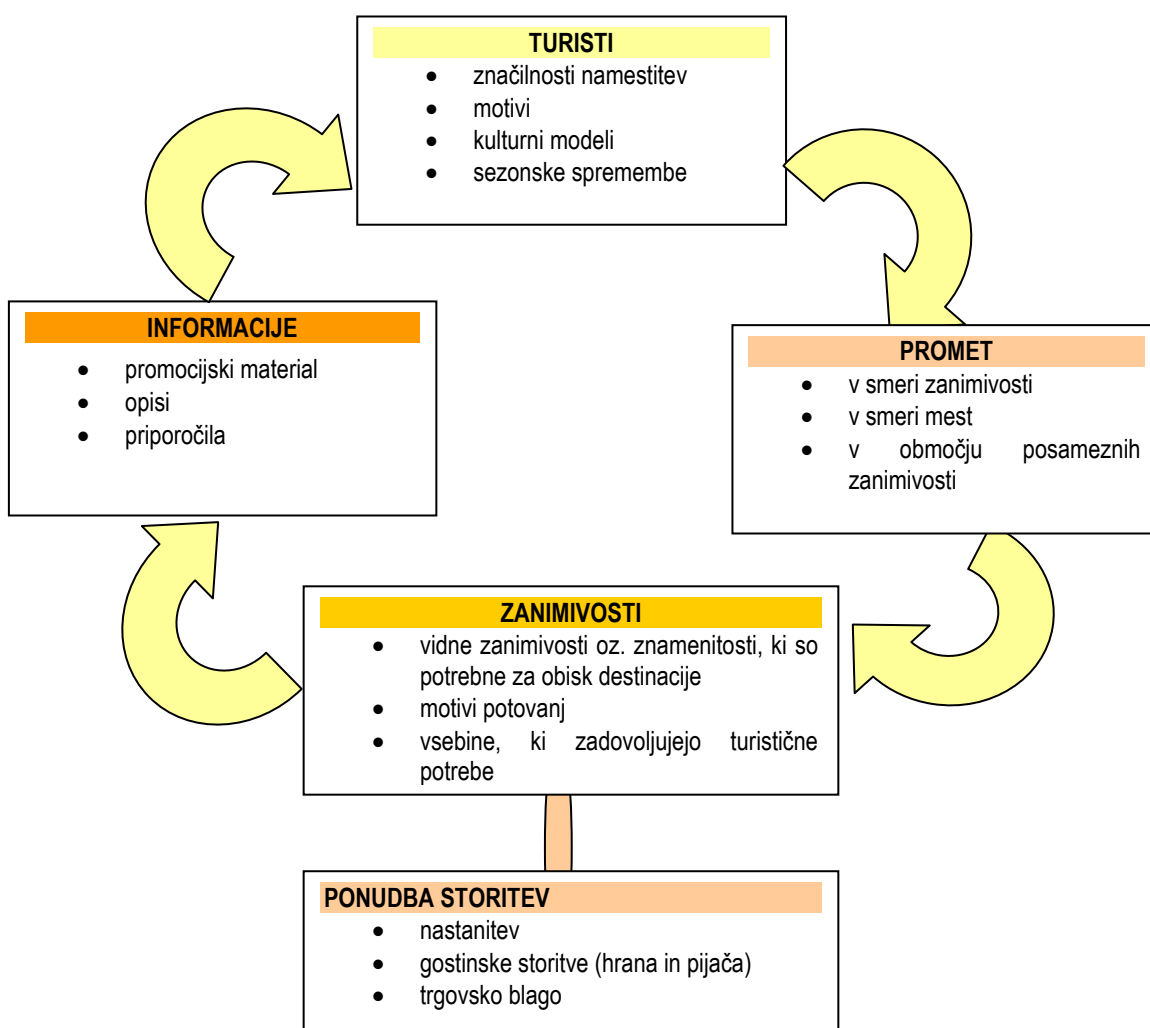 TURISTI
• značilnosti namestitev
• motivi
• kulturni modeli
• sezonske spremembe
INFORMACIJE
• promocijski material
• opisi
• priporočila
PROMET
• v smeri zanimivosti
• v smeri mest
• v območju posameznih
zanimivosti
ZANIMIVOSTI
• vidne zanimivosti oz. znamenitosti, ki so
potrebne za obisk destinacije
• motivi potovanj
• vsebine, ki zadovoljujejo turistične
potrebe
PONUDBA STORITEV
• nastanitev
• gostinske storitve (hrana in pijača)
• trgovsko blago